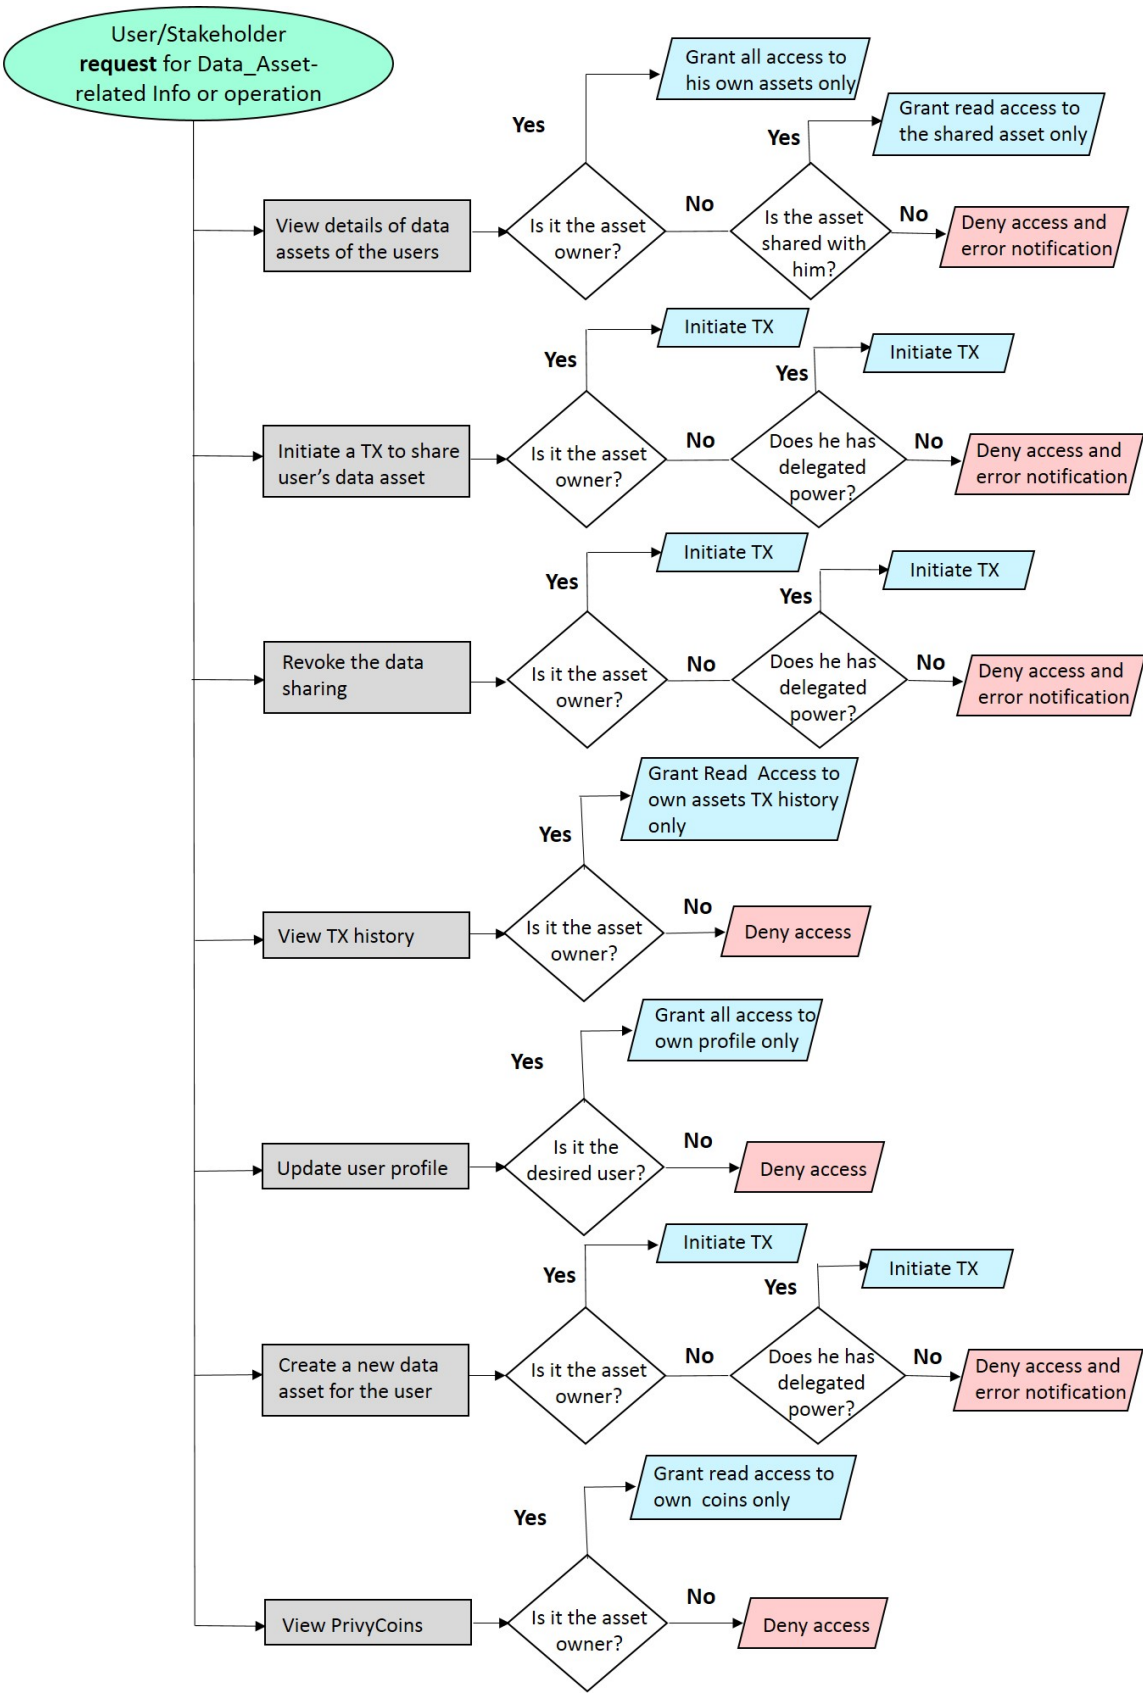 User/Stakeholder
request for Data_Asset-
related Info or operation
Grant all access to
his own assets only
Yes
Grant read access to
the shared asset only
Yes
View details of data
assets of the users
Is it the asset
owner?
No
Is the asset
shared with
him?
No
Deny access and
error notification
Initiate TX
Yes
Initiate TX
Yes
Initiate a TX to share
user's data asset
Is it the asset
owner?
No
Does he has
delegated
power?
No
Deny access and
error notification
Initiate TX
Yes
Initiate TX
Yes
Revoke the data
sharing
Is it the asset
owner?
No
Does he has
delegated
power?
No
Deny access and
error notification
Grant Read Access to
own assets TX history
only
Yes
View TX history
Is it the asset
owner?
No
Deny access
Grant all access to
own profile only
Yes
Update user profile
Is it the
desired user?
No
Deny access
Initiate TX
Yes
Initiate TX
Yes
Create a new data
asset for the user
Is it the asset
owner?
No
Does he has
delegated
power?
No
Deny access and
error notification
Grant read access to
own coins only
Yes
View PrivyCoins
Is it the asset
owner?
No
Deny access